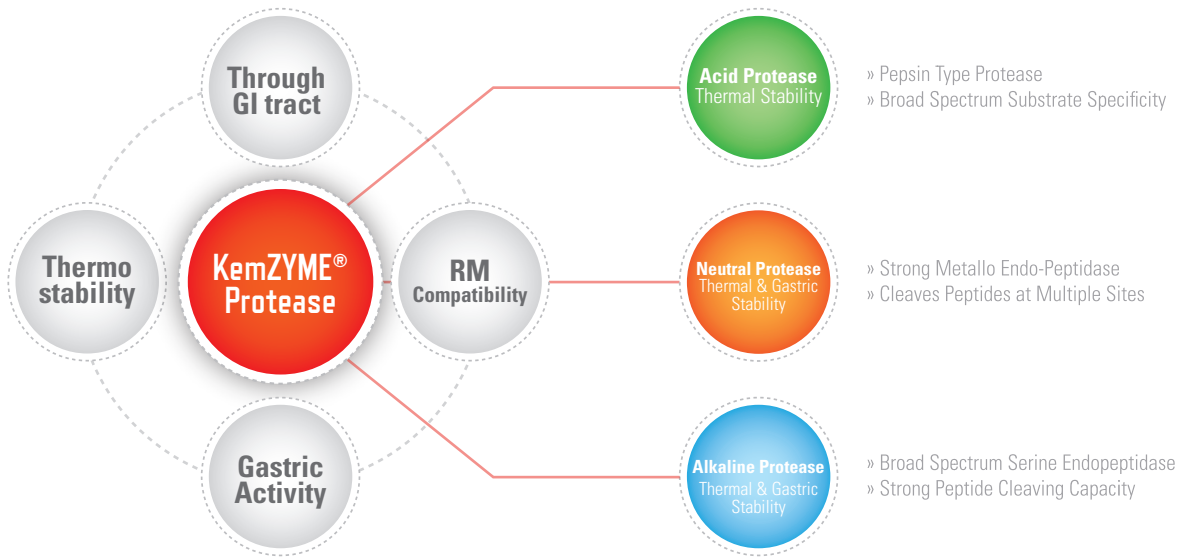 Through
GI tract
Thermo
stability
KemZYME®
Protease
RM
Compatibility
Gastric
Activity
Acid Protease
Thermal Stability
» Pepsin Type Protease
» Broad Spectrum Substrate Specificity
Neutral Protease
Thermal & Gastric
Stability
» Strong Metallo Endo-Peptidase
» Cleaves Peptides at Multiple Sites
Alkaline Protease
Thermal & Gastric
Stability
» Broad Spectrum Serine Endopeptidase
» Strong Peptide Cleaving Capacity